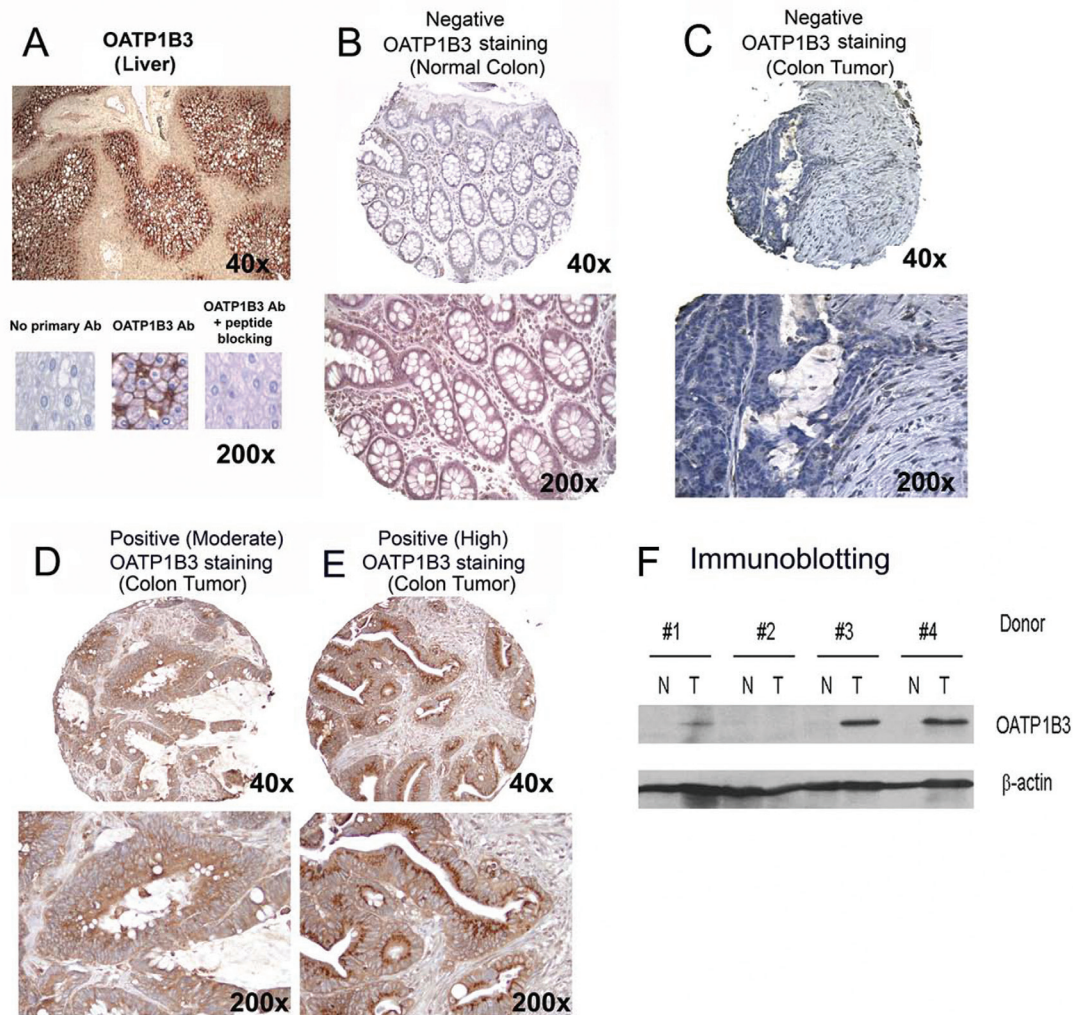 A
OATP1B3
(Liver)
40x
No primary Ab
OATP1B3 Ab
OATP1B3 Ab
+ peptide
blocking
200x
B
Negative
OATP1B3 staining
(Normal Colon)
40x
200x
C
Negative
OATP1B3 staining
(Colon Tumor)
40x
200x
D
Positive (Moderate)
OATP1B3 staining
(Colon Tumor)
40x
200x
E
Positive (High)
OATP1B3 staining
(Colon Tumor)
40x
200x
F Immunoblotting
#1 #2 #3 #4 Donor
N T N T N T N T
OATP1B3
β-actin